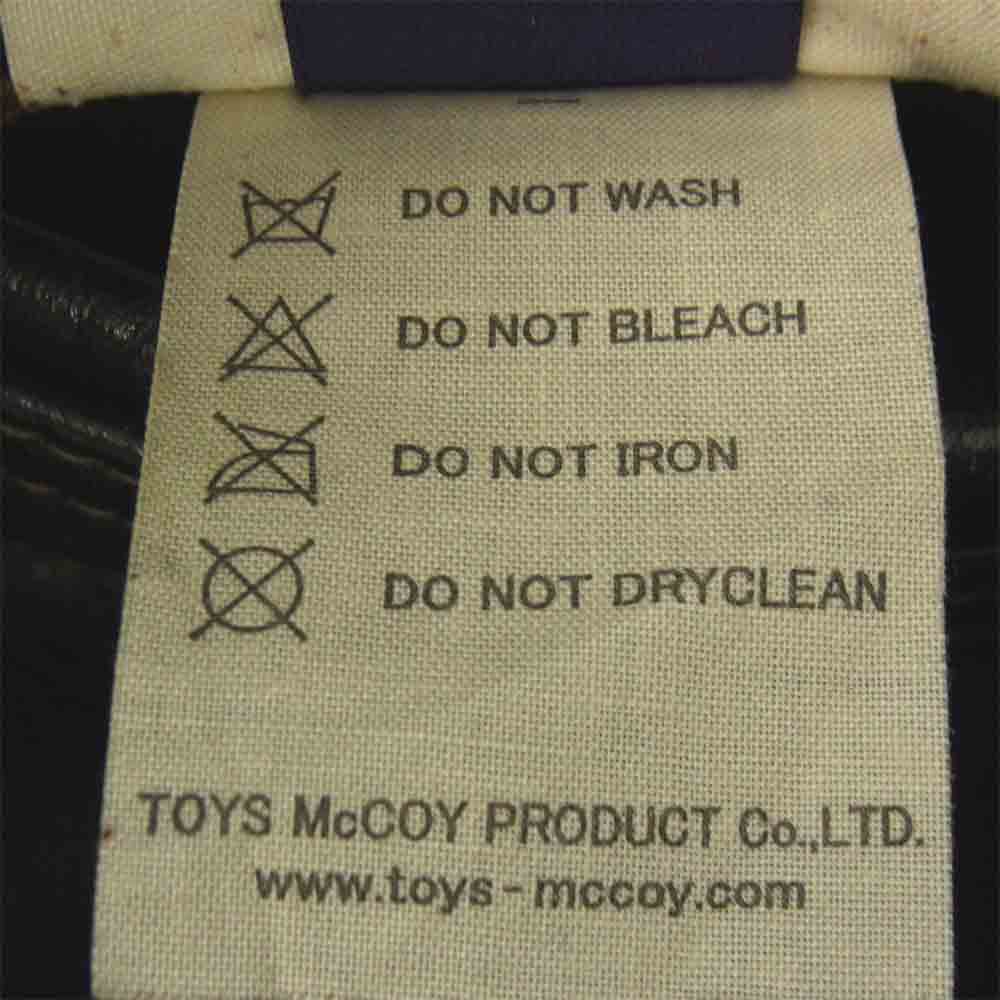 DO NOT WASH
DO NOT BLEACH
DO NOT IRON
DO NOT DRYCLEAN
TOYS McCOY PRODUCT Co.,LTD.
www.toys-mccoy.com